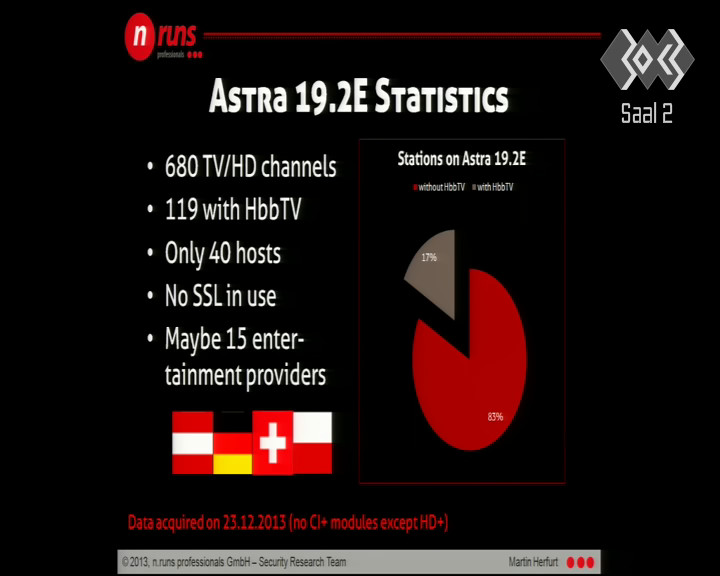 n runs
professionals
Saal 2
Astra 19.2E Statistics
• 680 TV/HD channels
• 119 with HbbTV
• Only 40 hosts
• No SSL in use
• Maybe 15 enter-
tainment providers
Stations on Astra 19.2E
without HbbTV with HbbTV
17%
83%
Data acquired on 23.12.2013 (no CI+ modules except HD+)
© 2013, n.runs professionals GmbH – Security Research Team
Martin Herfurt